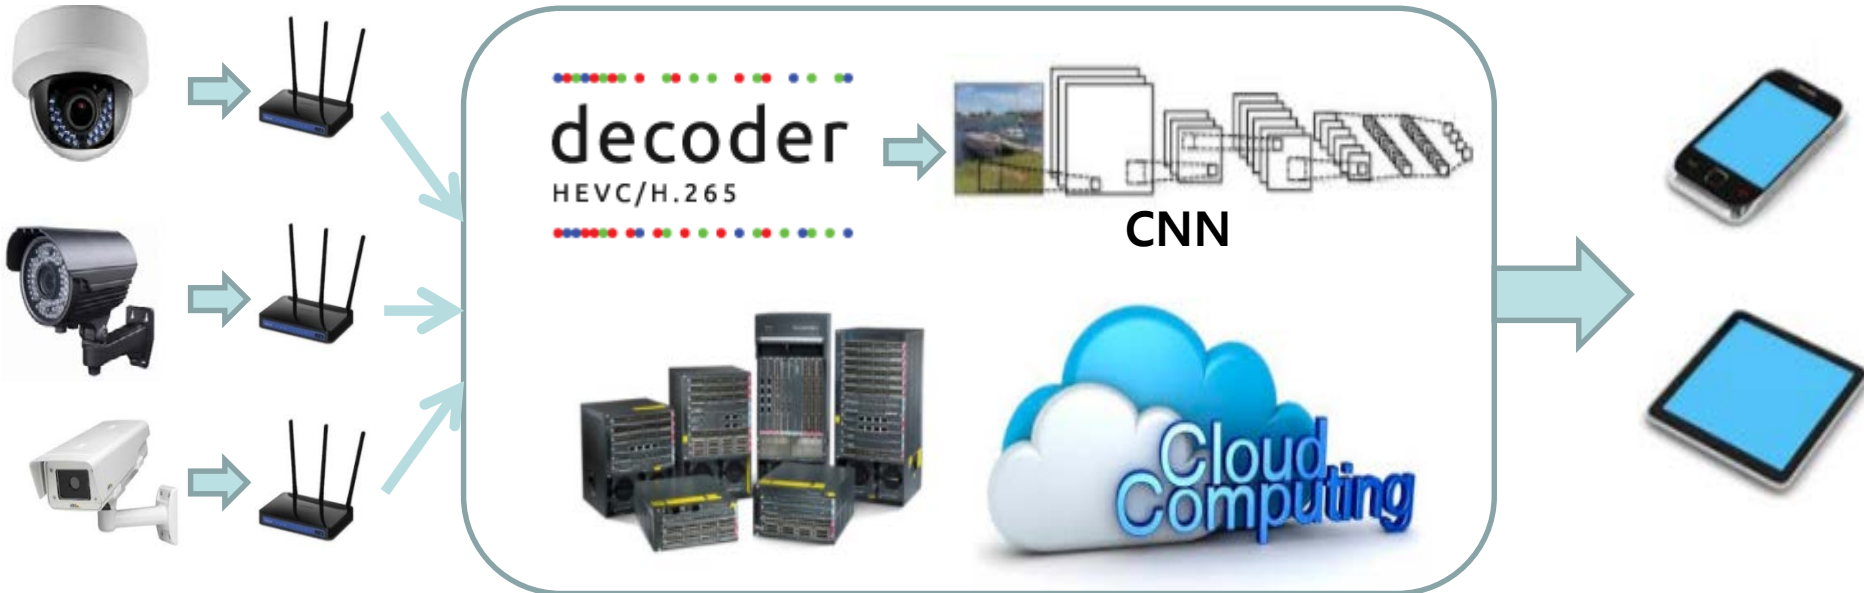 decoder
HEVC/H.265
CNN
Cloud
Computing